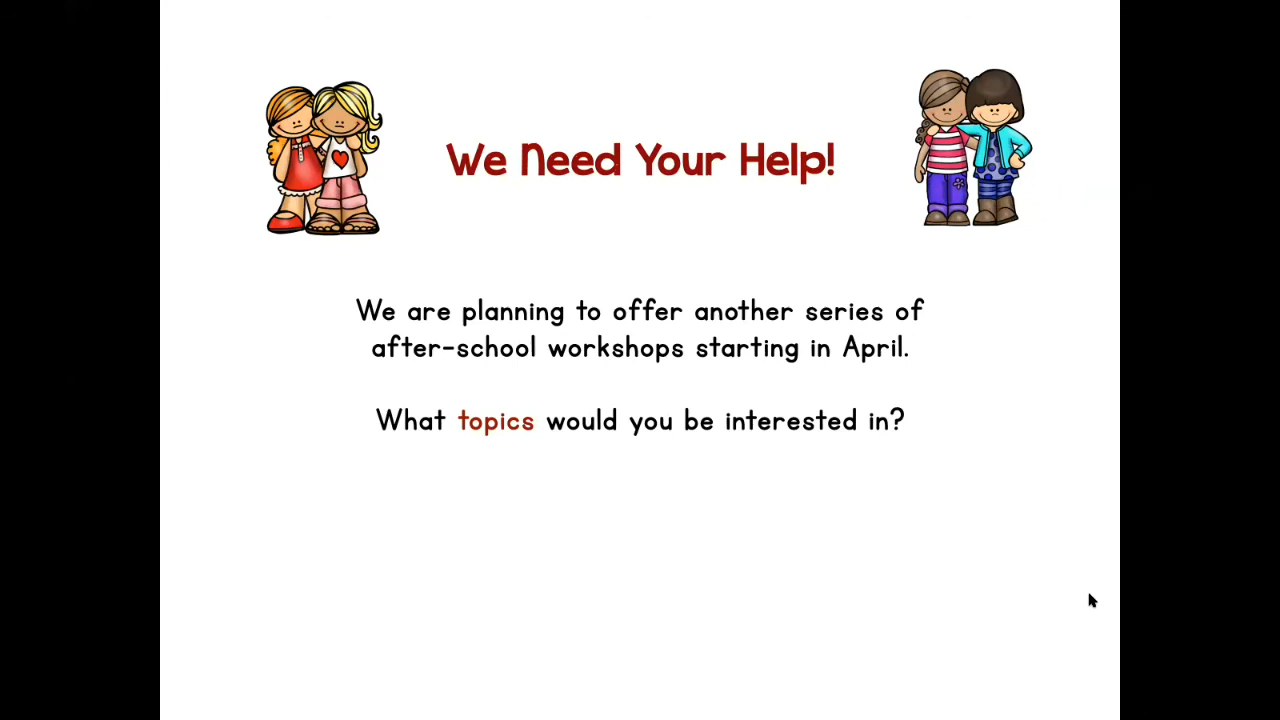 We Need Your Help!
We are planning to offer another series of
after-school workshops starting in April.
What topics would you be interested in?